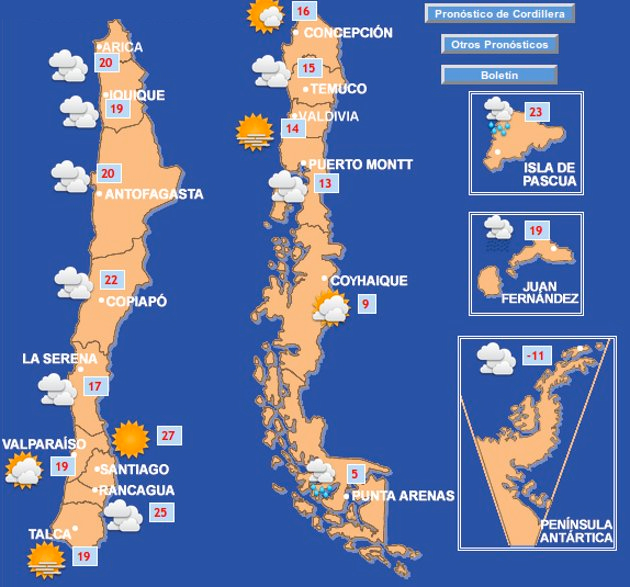 ARICA
20
IQUIQUE
19
20
ANTOFAGASTA
22
COPIAPÓ
LA SERENA
17
27
VALPARAÍSO
19
SANTIAGO
RANCAGUA
25
TALCA
19
16
CONCEPCIÓN
15
TEMUCO
VALDIVIA
14
PUERTO MONTT
13
COYHAIQUE
9
5
PUNTA ARENAS
Pronóstico de Cordillera
Otros Pronósticos
Boletín
23
ISLA DE
PASCUA
19
JUAN
FERNÁNDEZ
-11
PENÍNSULA
ANTÁRTICA